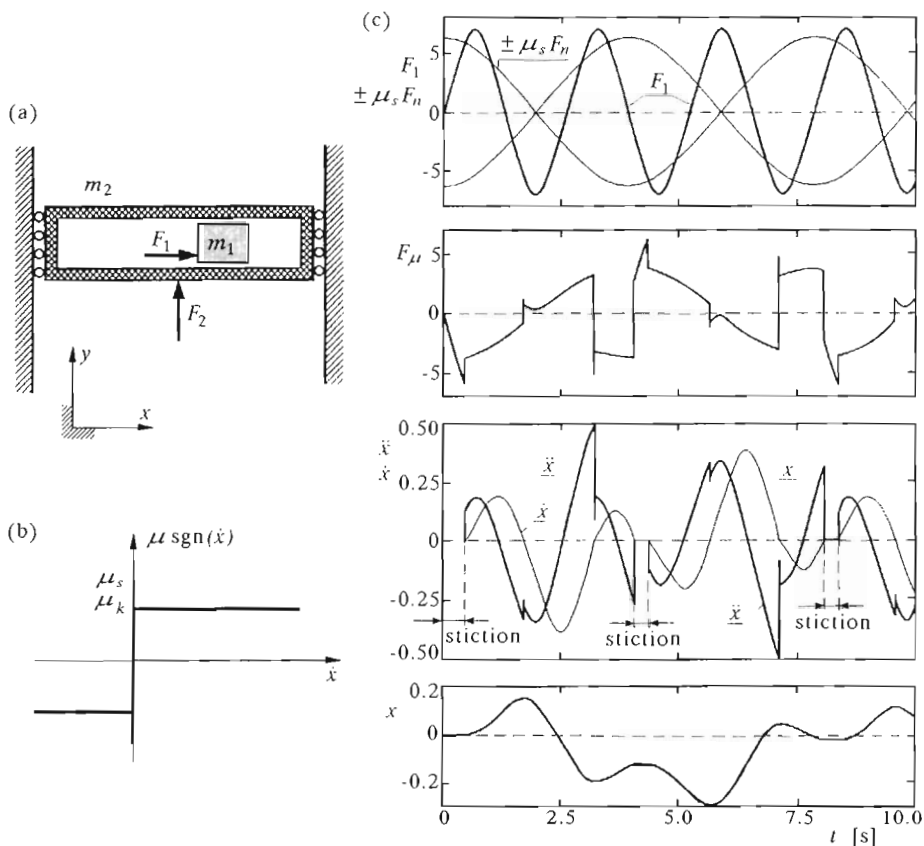 (a)
m₂
F₁
m₁
F₂
y
x
(b)
μ sgn(ẋ)
μₛ
μₖ
ẋ
(c)
F₁
± μₛ Fₙ
5
0
-5
± μₛ Fₙ
F₁
F_μ
5
0
-5
ẍ
ẋ
0.50
0.25
0
-0.25
-0.50
ẍ
ẋ
ẋ
ẍ
stiction
stiction
stiction
x
0.2
0
-0.2
0 2.5 5.0 7.5 10.0
t [s]